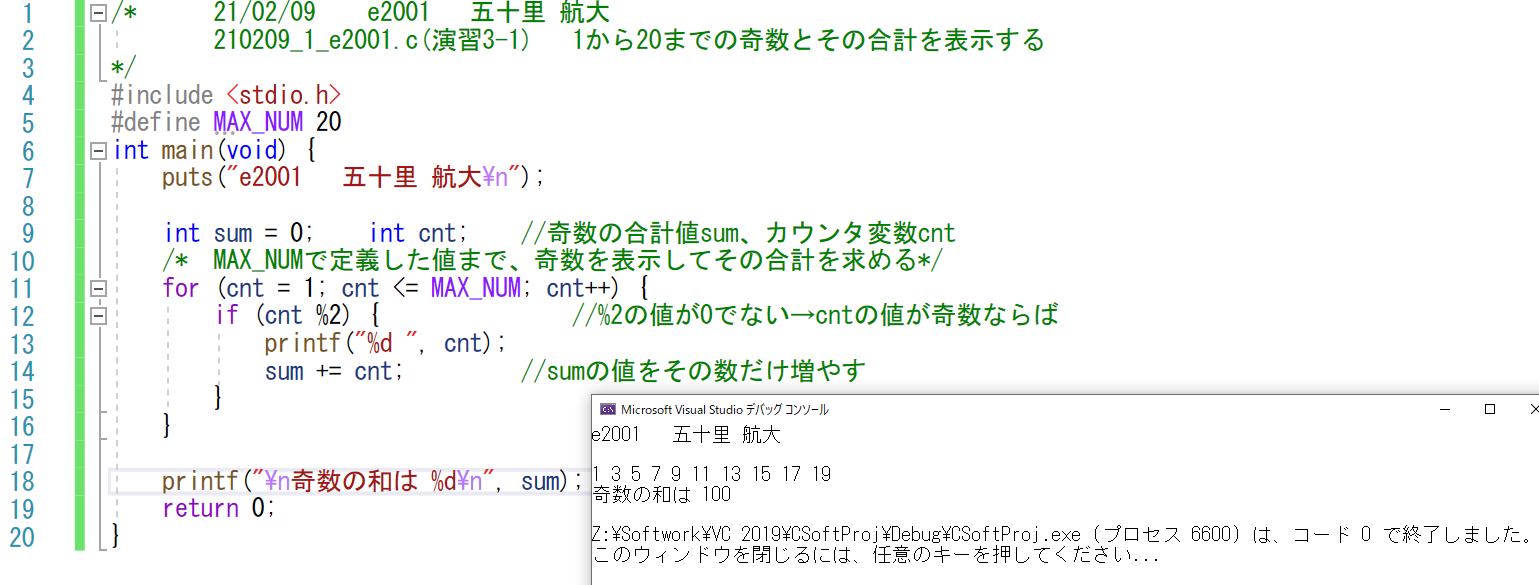 1 /* 21/02/09 e2001 五十里 航大
2 210209_1_e2001.c(演習3-1) 1から20までの奇数とその合計を表示する
3 */
4 #include <stdio.h>
5 #define MAX_NUM 20
6 int main(void) {
7 puts("e2001 五十里 航大¥n");
8
9 int sum = 0; int cnt; //奇数の合計値sum、カウンタ変数cnt
10 /* MAX_NUMで定義した値まで、奇数を表示してその合計を求める*/
11 for (cnt = 1; cnt <= MAX_NUM; cnt++) {
12 if (cnt %2) { //%2の値が0でない→cntの値が奇数ならば
13 printf("%d ", cnt);
14 sum += cnt; //sumの値をその数だけ増やす
15 }
16 }
17
18 printf("¥n奇数の和は %d¥n", sum);
19 return 0;
20 }
Microsoft Visual Studio デバッグ コンソール
e2001 五十里 航大
1 3 5 7 9 11 13 15 17 19
奇数の和は 100
Z:¥Softwork¥VC 2019¥CSoftProj¥Debug¥CSoftProj.exe (プロセス 6600) は、コード 0 で終了しました。
このウィンドウを閉じるには、任意のキーを押してください...